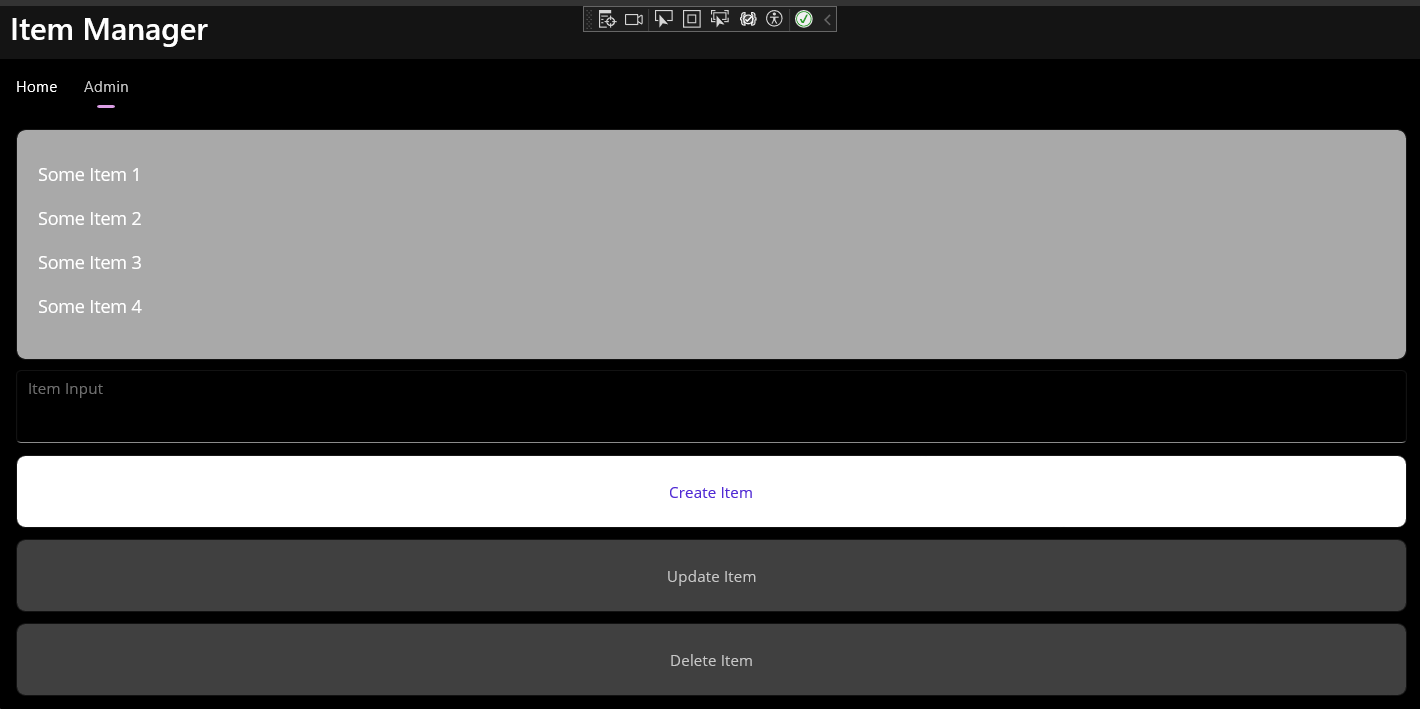 Item Manager
Home
Admin
Some Item 1
Some Item 2
Some Item 3
Some Item 4
Item Input
Create Item
Update Item
Delete Item